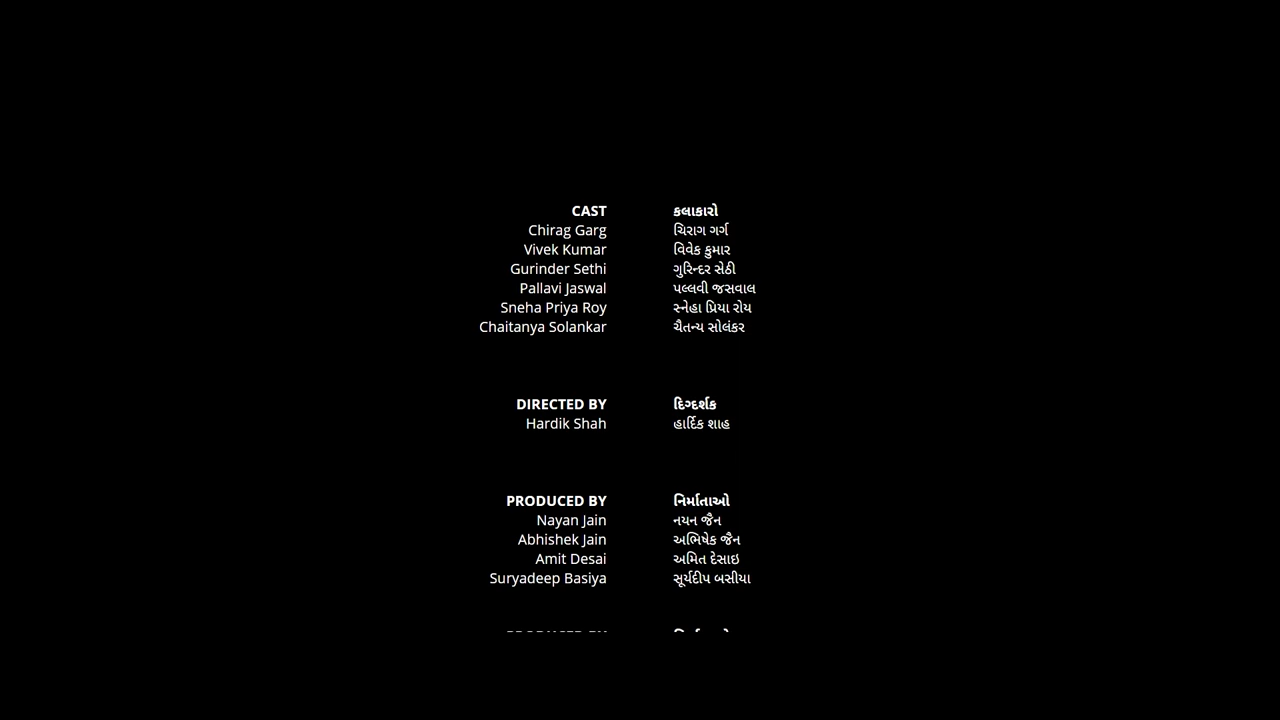 CAST કલાકારો
Chirag Garg ચિરાગ ગર્ગ
Vivek Kumar વિવેક કુમાર
Gurinder Sethi ગુરિન્દર સેઠી
Pallavi Jaswal પલ્લવી જસવાલ
Sneha Priya Roy સ્નેહા પ્રિયા રોય
Chaitanya Solankar ચૈતન્ય સોલંકર
DIRECTED BY દિગ્દર્શક
Hardik Shah હાર્દિક શાહ
PRODUCED BY નિર્માતાઓ
Nayan Jain નયન જૈન
Abhishek Jain અભિષેક જૈન
Amit Desai અમિત દેસાઇ
Suryadeep Basiya સૂર્યદીપ બસીયા